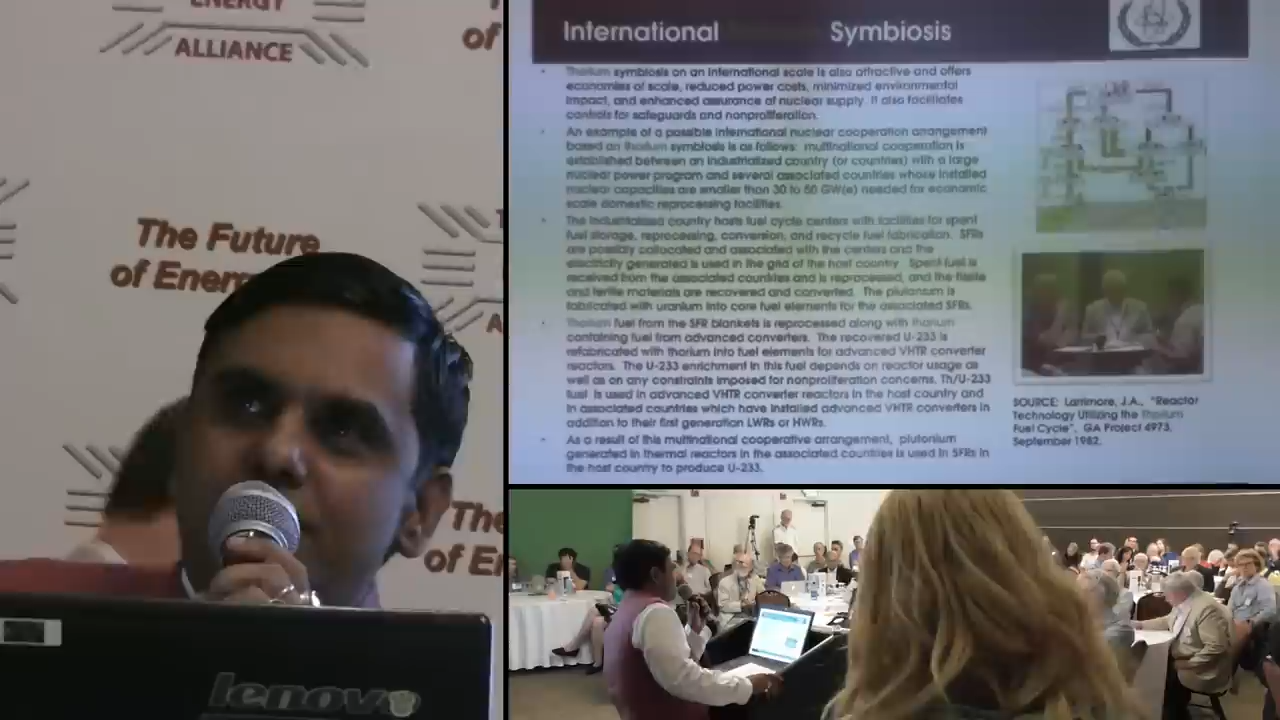 ENERGY
ALLIANCE
of
The Future
of Ener
The
of En
lenovo
International Symbiosis
Thorium symbiosis on an international scale is also attractive and offers
economies of scale, reduced power costs, minimized environmental
impact, and enhanced assurance of nuclear supply. It also facilitates
controls for safeguards and nonproliferation.
An example of a possible international nuclear cooperation arrangement
based on thorium symbiosis is as follows: multinational cooperation is
established between an industrialized country (or countries) with a large
nuclear power program and several associated countries whose installed
nuclear capacities are smaller than 30 to 50 GW(e) needed for economic
scale domestic reprocessing facilities.
The industrialized country hosts fuel cycle centers with facilities for spent
fuel storage, reprocessing, conversion, and recycle fuel fabrication. SFRs
are possibly collocated and associated with the centers and the
electricity generated is used in the grid of the host country. Spent fuel is
received from the associated countries and is reprocessed, and the fissile
and fertile materials are recovered and converted. The plutonium is
fabricated with uranium into core fuel elements for the associated SFRs.
Thorium fuel from the SFR blankets is reprocessed along with thorium
containing fuel from advanced converters. The recovered U-233 is
refabricated with thorium into fuel elements for advanced VHTR converter
reactors. The U-233 enrichment in this fuel depends on reactor usage as
well as on any constraints imposed for nonproliferation concerns. Th/U-233
fuel is used in advanced VHTR converter reactors in the host country and
in associated countries which have installed advanced VHTR converters in
addition to their first generation LWRs or HWRs.
As a result of this multinational cooperative arrangement, plutonium
generated in thermal reactors in the associated countries is used in SFRs in
the host country to produce U-233.
SOURCE: Larrimore, J.A., "Reactor
Technology Utilizing the Thorium
Fuel Cycle", GA Project 4973,
September 1982.